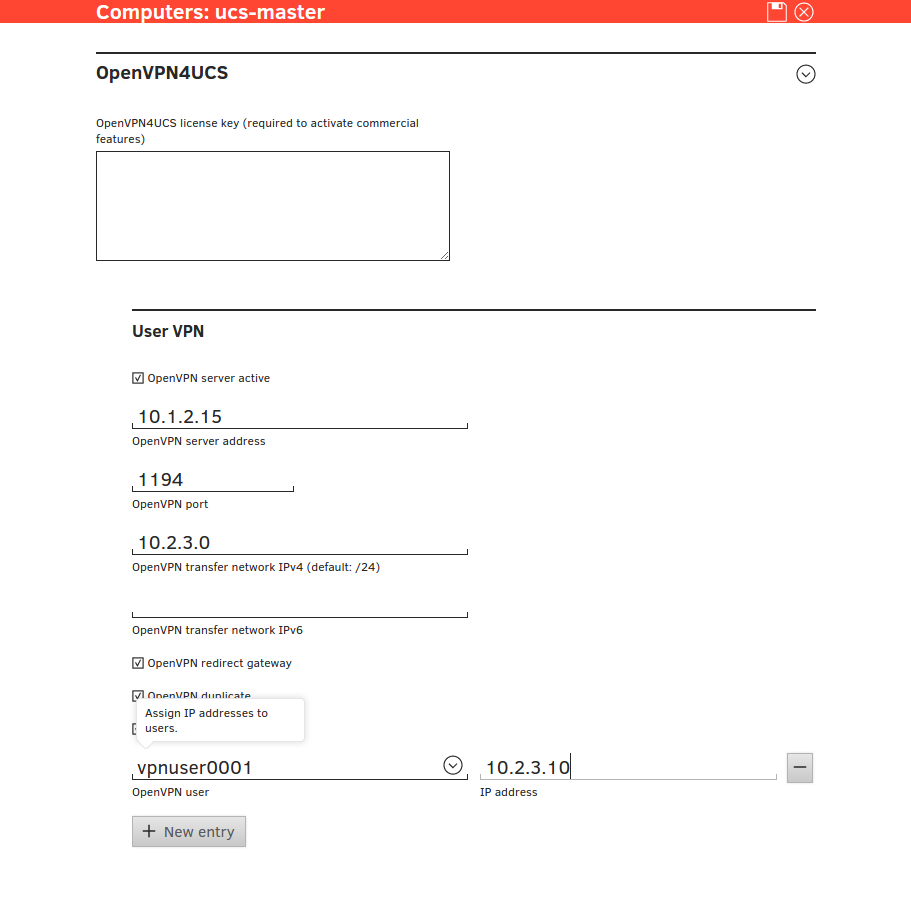 Computers: ucs-master
OpenVPN4UCS
OpenVPN4UCS license key (required to activate commercial
features)
User VPN
OpenVPN server active
10.1.2.15
OpenVPN server address
1194
OpenVPN port
10.2.3.0
OpenVPN transfer network IPv4 (default: /24)
OpenVPN transfer network IPv6
OpenVPN redirect gateway
OpenVPN duplicate
Assign IP addresses to
users.
vpnuser0001
10.2.3.10
OpenVPN user
IP address
+ New entry